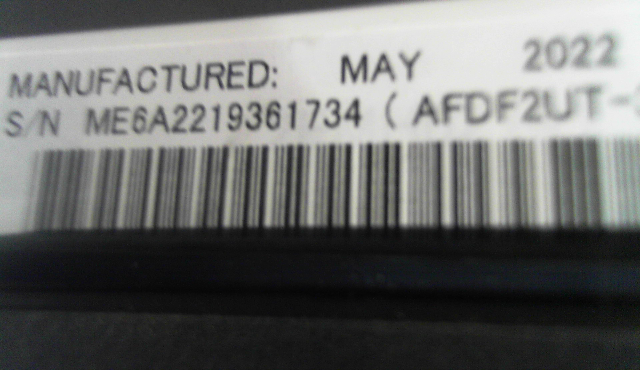 MANUFACTURED: MAY 2022
S/N ME6A2219361734 ( AFDF2UT-